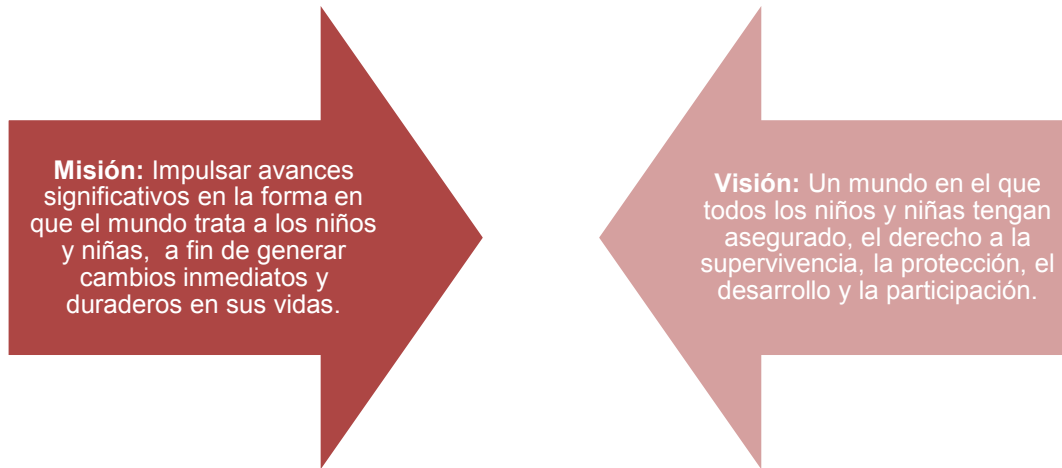 Misión: Impulsar avances
significativos en la forma en
que el mundo trata a los niños
y niñas,  a fin de generar
cambios inmediatos y
duraderos en sus vidas.
Visión: Un mundo en el que
todos los niños y niñas tengan
asegurado, el derecho a la
supervivencia, la protección, el
desarrollo y la participación.